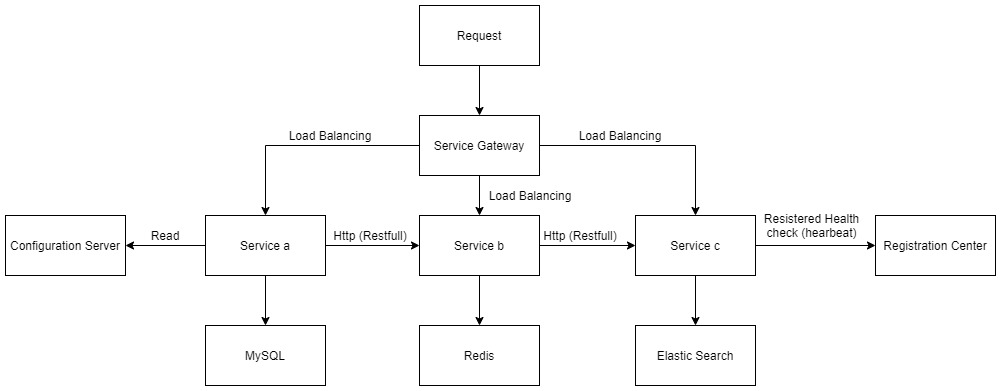 Request
Load Balancing
Service Gateway
Load Balancing
Load Balancing
Configuration Server
Read
Service a
Http (Restfull)
Service b
Http (Restfull)
Service c
Resistered Health
check (hearbeat)
Registration Center
MySQL
Redis
Elastic Search